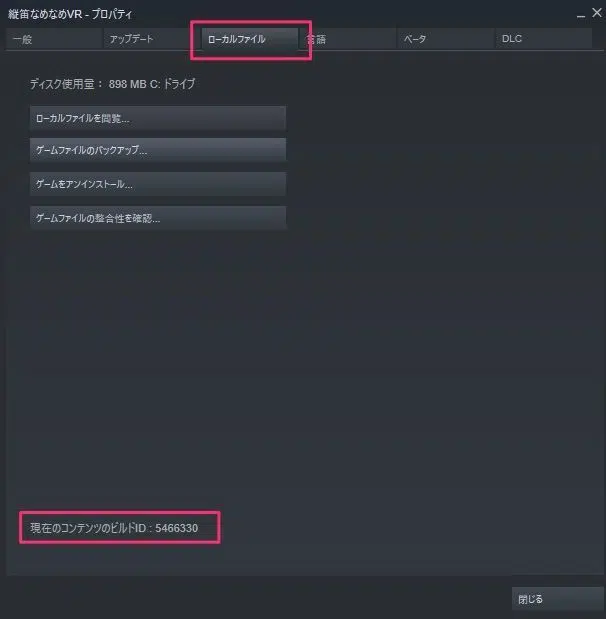 縦笛なめなめVR - プロパティ
一般 アップデート ローカルファイル 言語 ベータ DLC
ディスク使用量： 898 MB C: ドライブ
ローカルファイルを閲覧...
ゲームファイルのバックアップ...
ゲームをアンインストール...
ゲームファイルの整合性を確認...
現在のコンテンツのビルドID : 5466330
閉じる